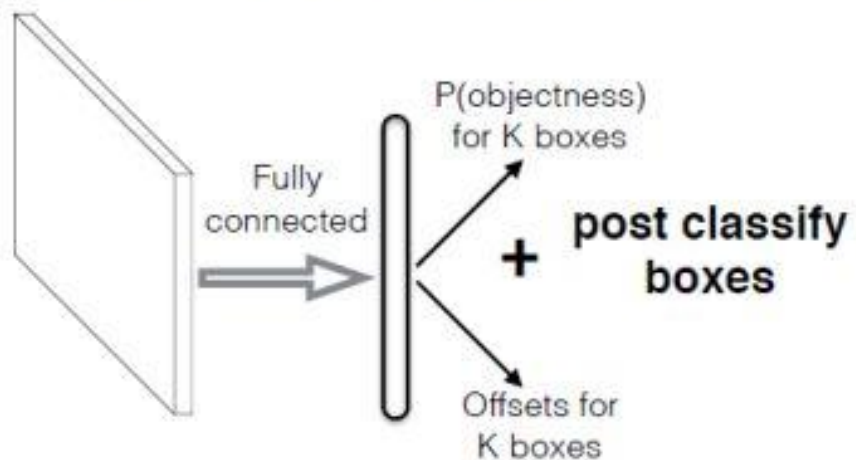 P(objectness)
for K boxes
Fully
connected
+
post classify
boxes
Offsets for
K boxes